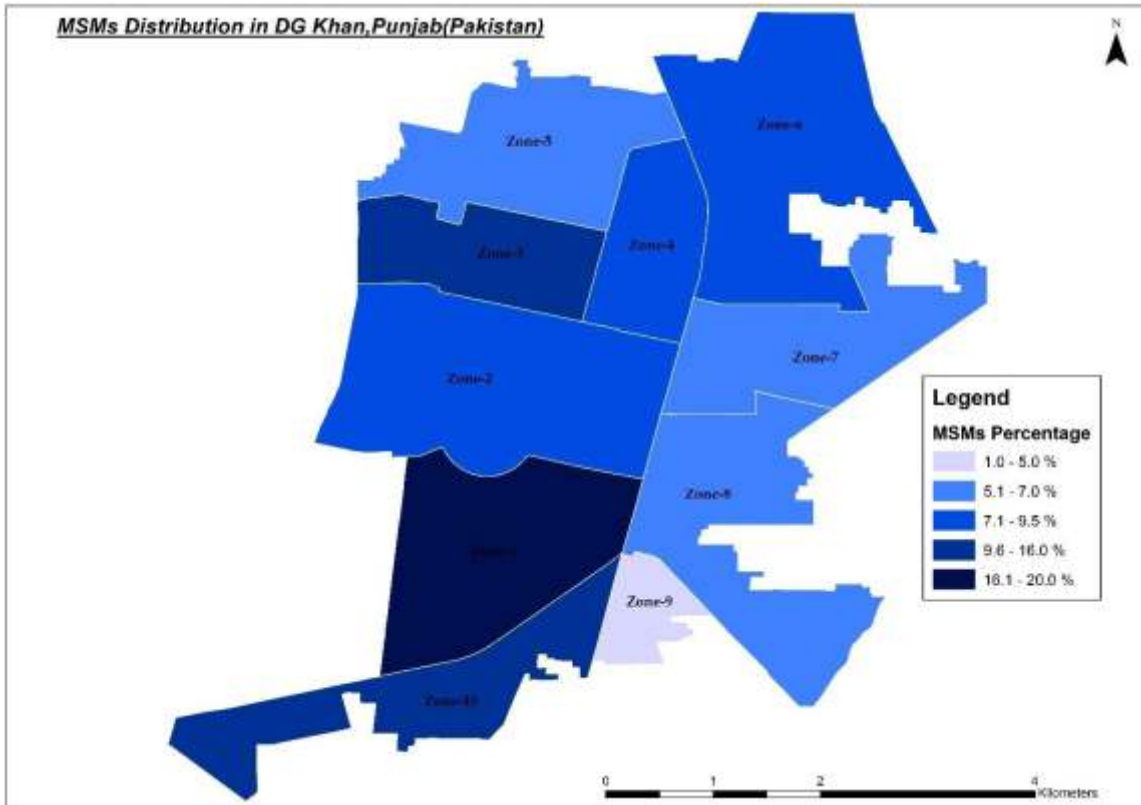 MSMs Distribution in DG Khan,Punjab(Pakistan)
N
Zone-6
Zone-5
Zone-4
Zone-3
Zone-7
Zone-2
Legend
MSMs Percentage
1.0 - 5.0 %
5.1 - 7.0 %
7.1 - 9.5 %
9.6 - 16.0 %
16.1 - 20.0 %
Zone-8
Zone-9
Zone-10
0 1 2 4
Kilometers